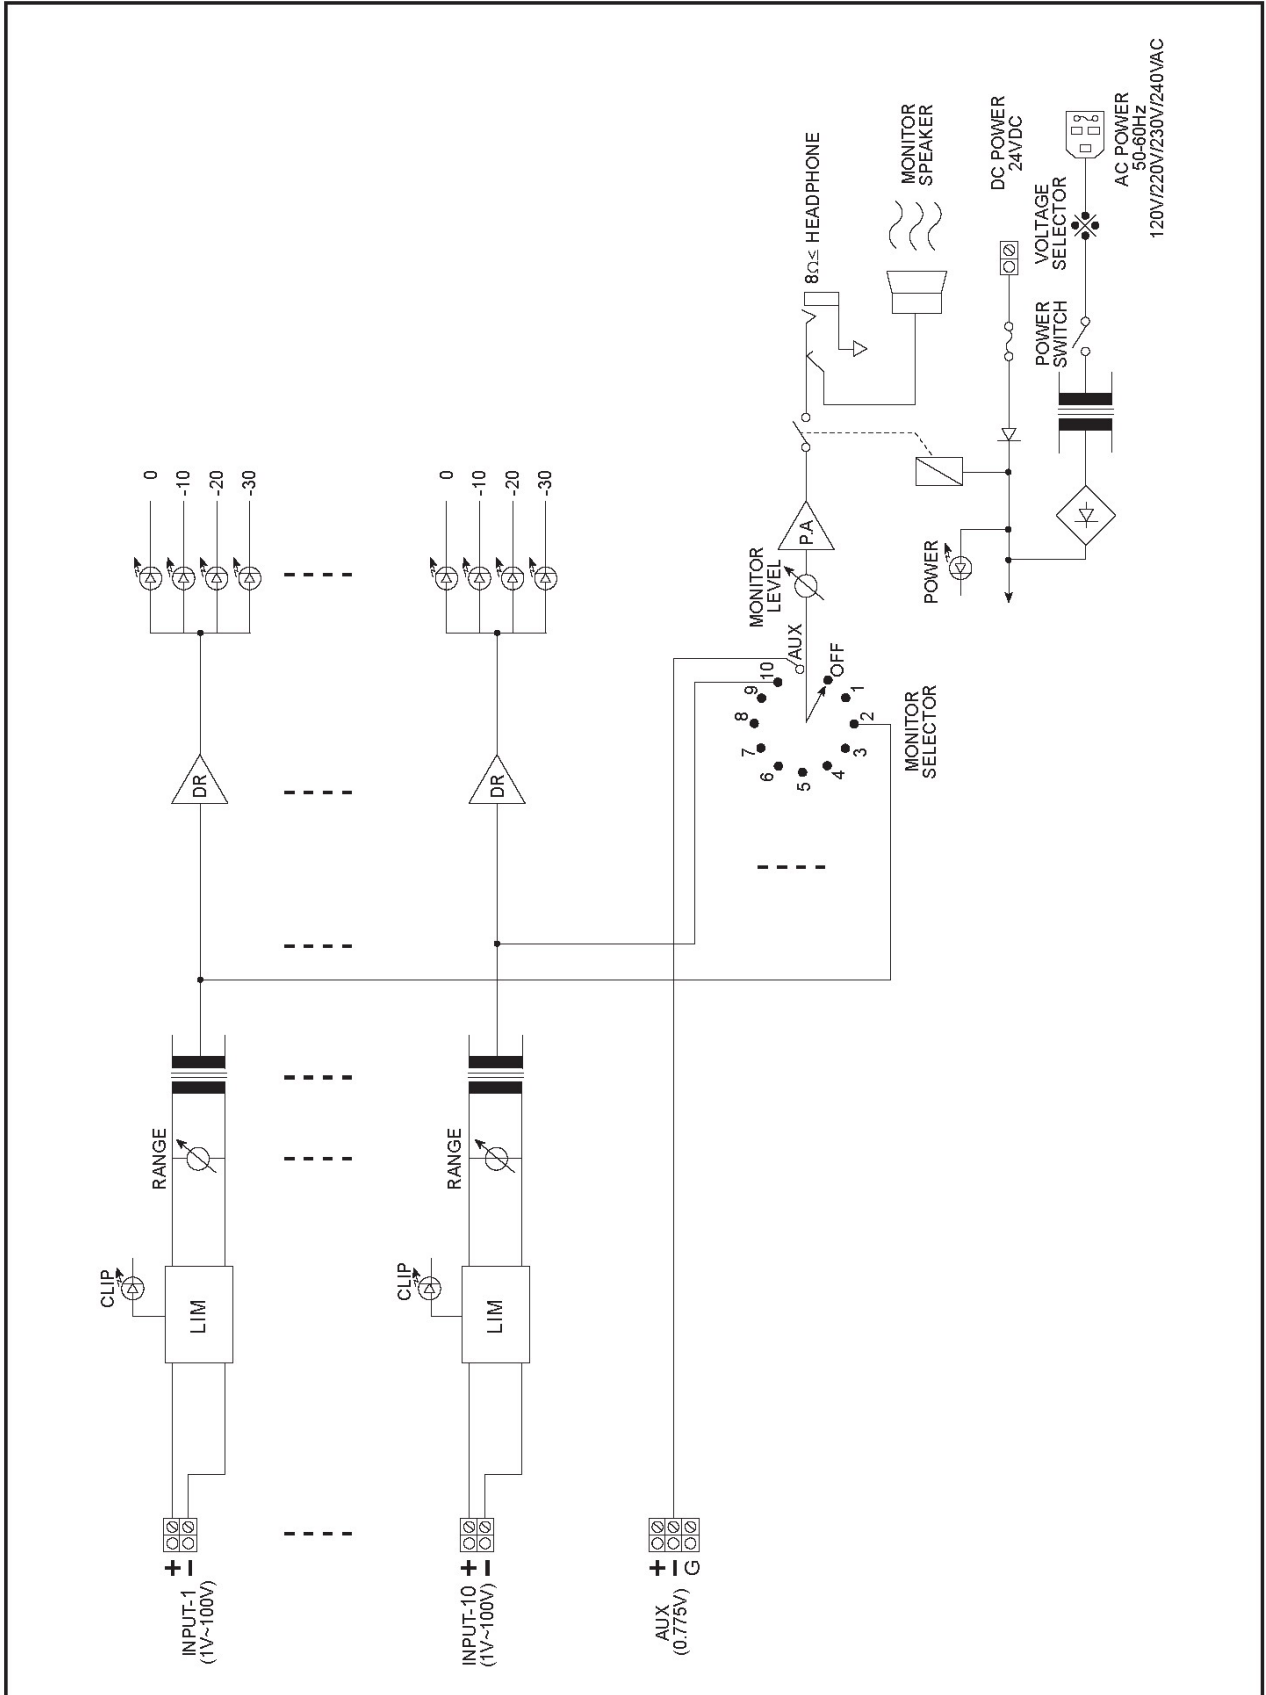 INPUT-1
(1V~100V)
+
−
CLIP
LIM
RANGE
DR
0
-10
-20
-30
INPUT-10
(1V~100V)
+
−
CLIP
LIM
RANGE
DR
0
-10
-20
-30
AUX
(0.775V)
+
−
G
MONITOR
SELECTOR
OFF
1
2
3
4
5
6
7
8
9
10
AUX
MONITOR
LEVEL
P.A
8Ω≤ HEADPHONE
MONITOR
SPEAKER
POWER
DC POWER
24VDC
POWER
SWITCH
VOLTAGE
SELECTOR
AC POWER
50-60Hz
120V/220V/230V/240VAC